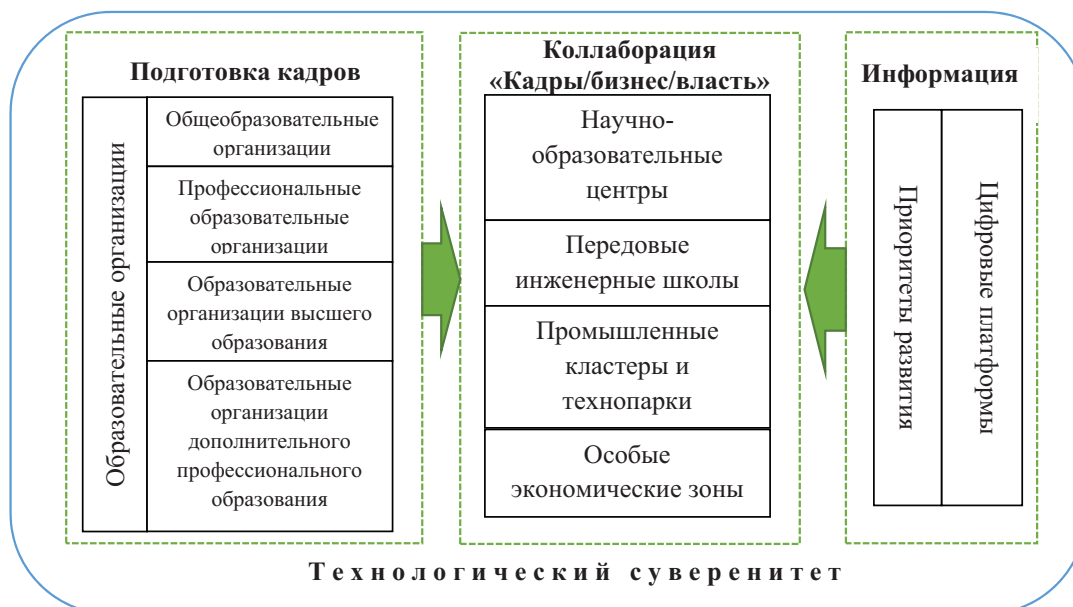 Подготовка кадров
Образовательные организации
Общеобразовательные
организации
Профессиональные
образовательные
организации
Образовательные
организации высшего
образования
Образовательные
организации
дополнительного
профессионального
образования
Коллаборация
«Кадры/бизнес/власть»
Научно-
образовательные
центры
Передовые
инженерные школы
Промышленные
кластеры и
технопарки
Особые
экономические зоны
Информация
Приоритеты развития
Цифровые платформы
Технологический суверенитет